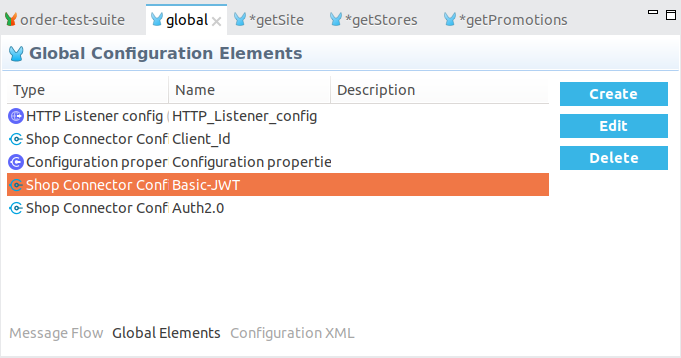 order-test-suite global *getSite *getStores *getPromotions
Global Configuration Elements
Type Name Description
HTTP Listener config HTTP_Listener_config
Shop Connector Conf Client_Id
Configuration proper Configuration propertie
Shop Connector Conf Basic-JWT
Shop Connector Conf Auth2.0
Create
Edit
Delete
Message Flow Global Elements Configuration XML